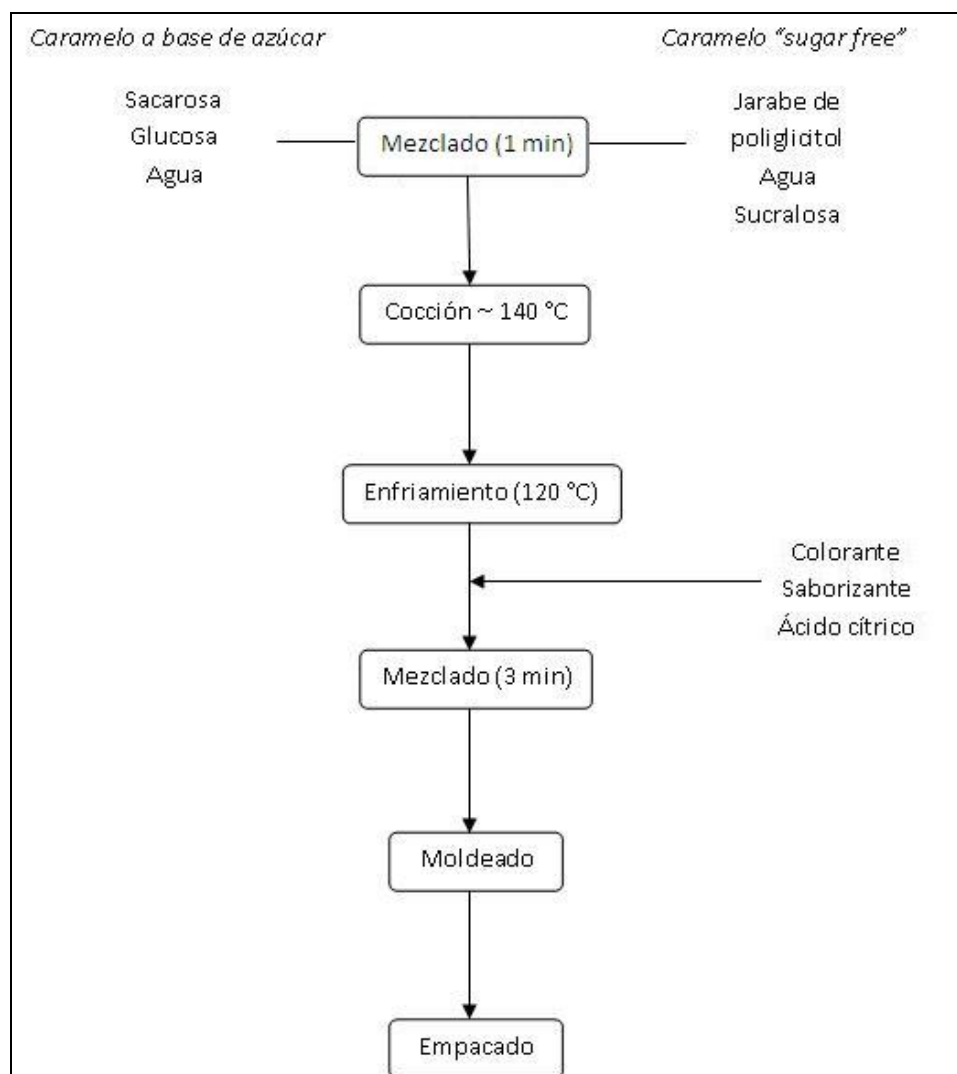 Caramelo a base de azúcar
Caramelo “sugar free”
Sacarosa
Glucosa
Agua
Mezclado (1 min)
Jarabe de
poliglicitol
Agua
Sucralosa
Cocción ~ 140 °C
Enfriamiento (120 °C)
Colorante
Saborizante
Ácido cítrico
Mezclado (3 min)
Moldeado
Empacado